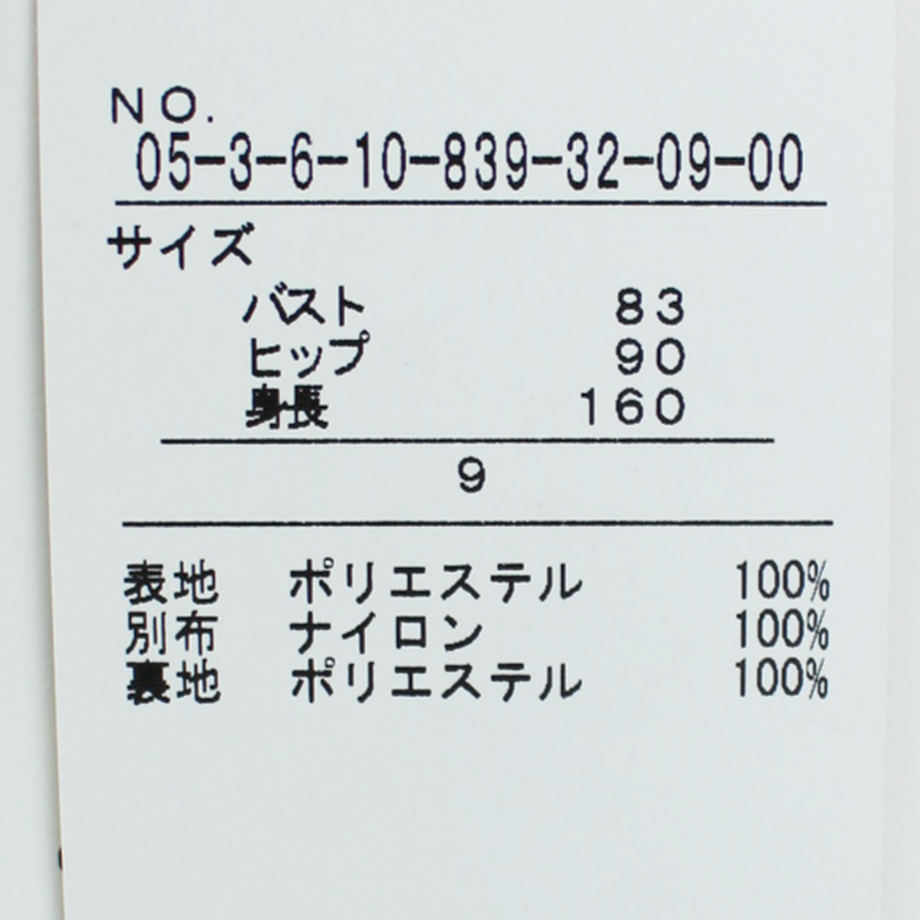 NO.
05-3-6-10-839-32-09-00
サイズ
バスト 83
ヒップ 90
身長 160
9
表地 ポリエステル 100%
別布 ナイロン 100%
裏地 ポリエステル 100%